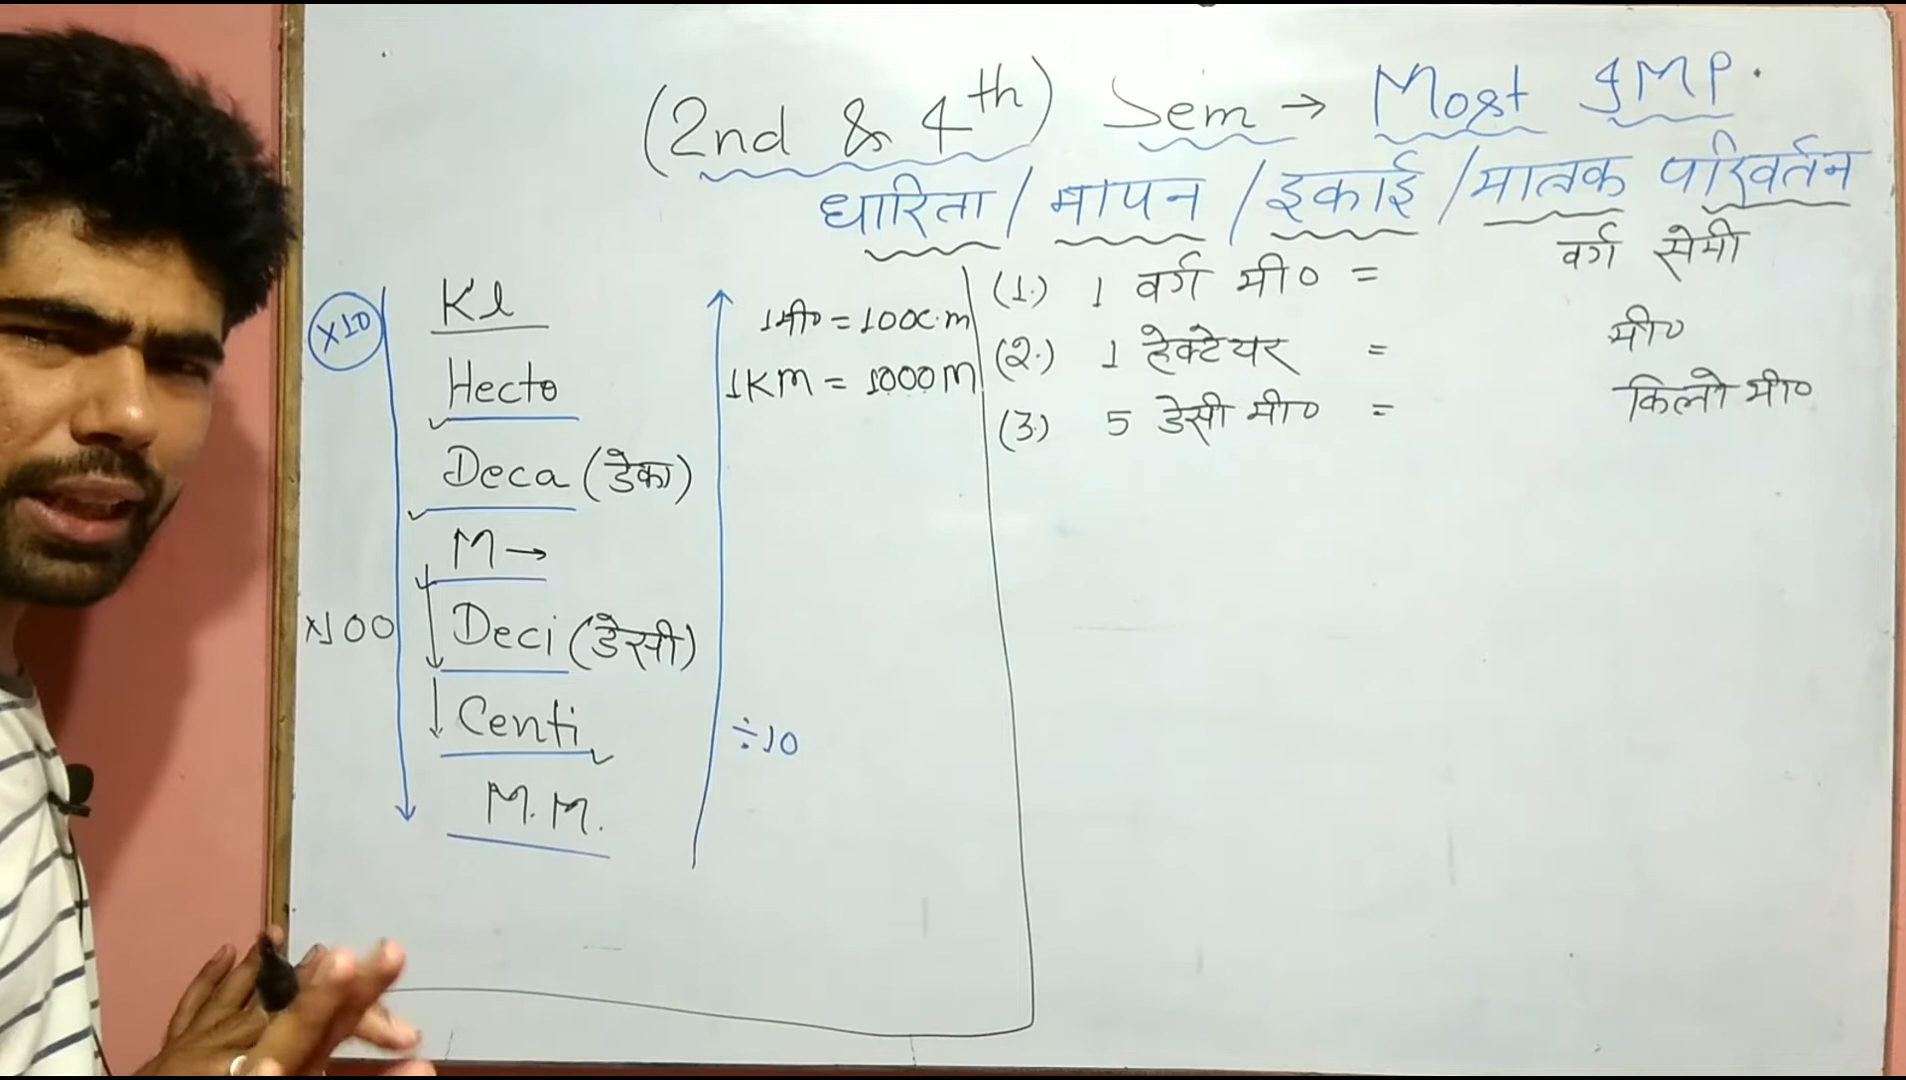 (2nd & 4th) Sem → Most IMP.
धारिता / मापन / इकाई / मात्रक परिवर्तन
×10
Kl
Hecto
Deca (डेका)
M →
×100
Deci (डेसी)
Centi
M.M.
÷10
1मी० = 100c.m
1KM = 1000M
(1.) 1 वर्ग मी० = वर्ग सेमी
(2.) 1 हेक्टेयर = मी०
(3.) 5 डेसी मी० = किलो मी०